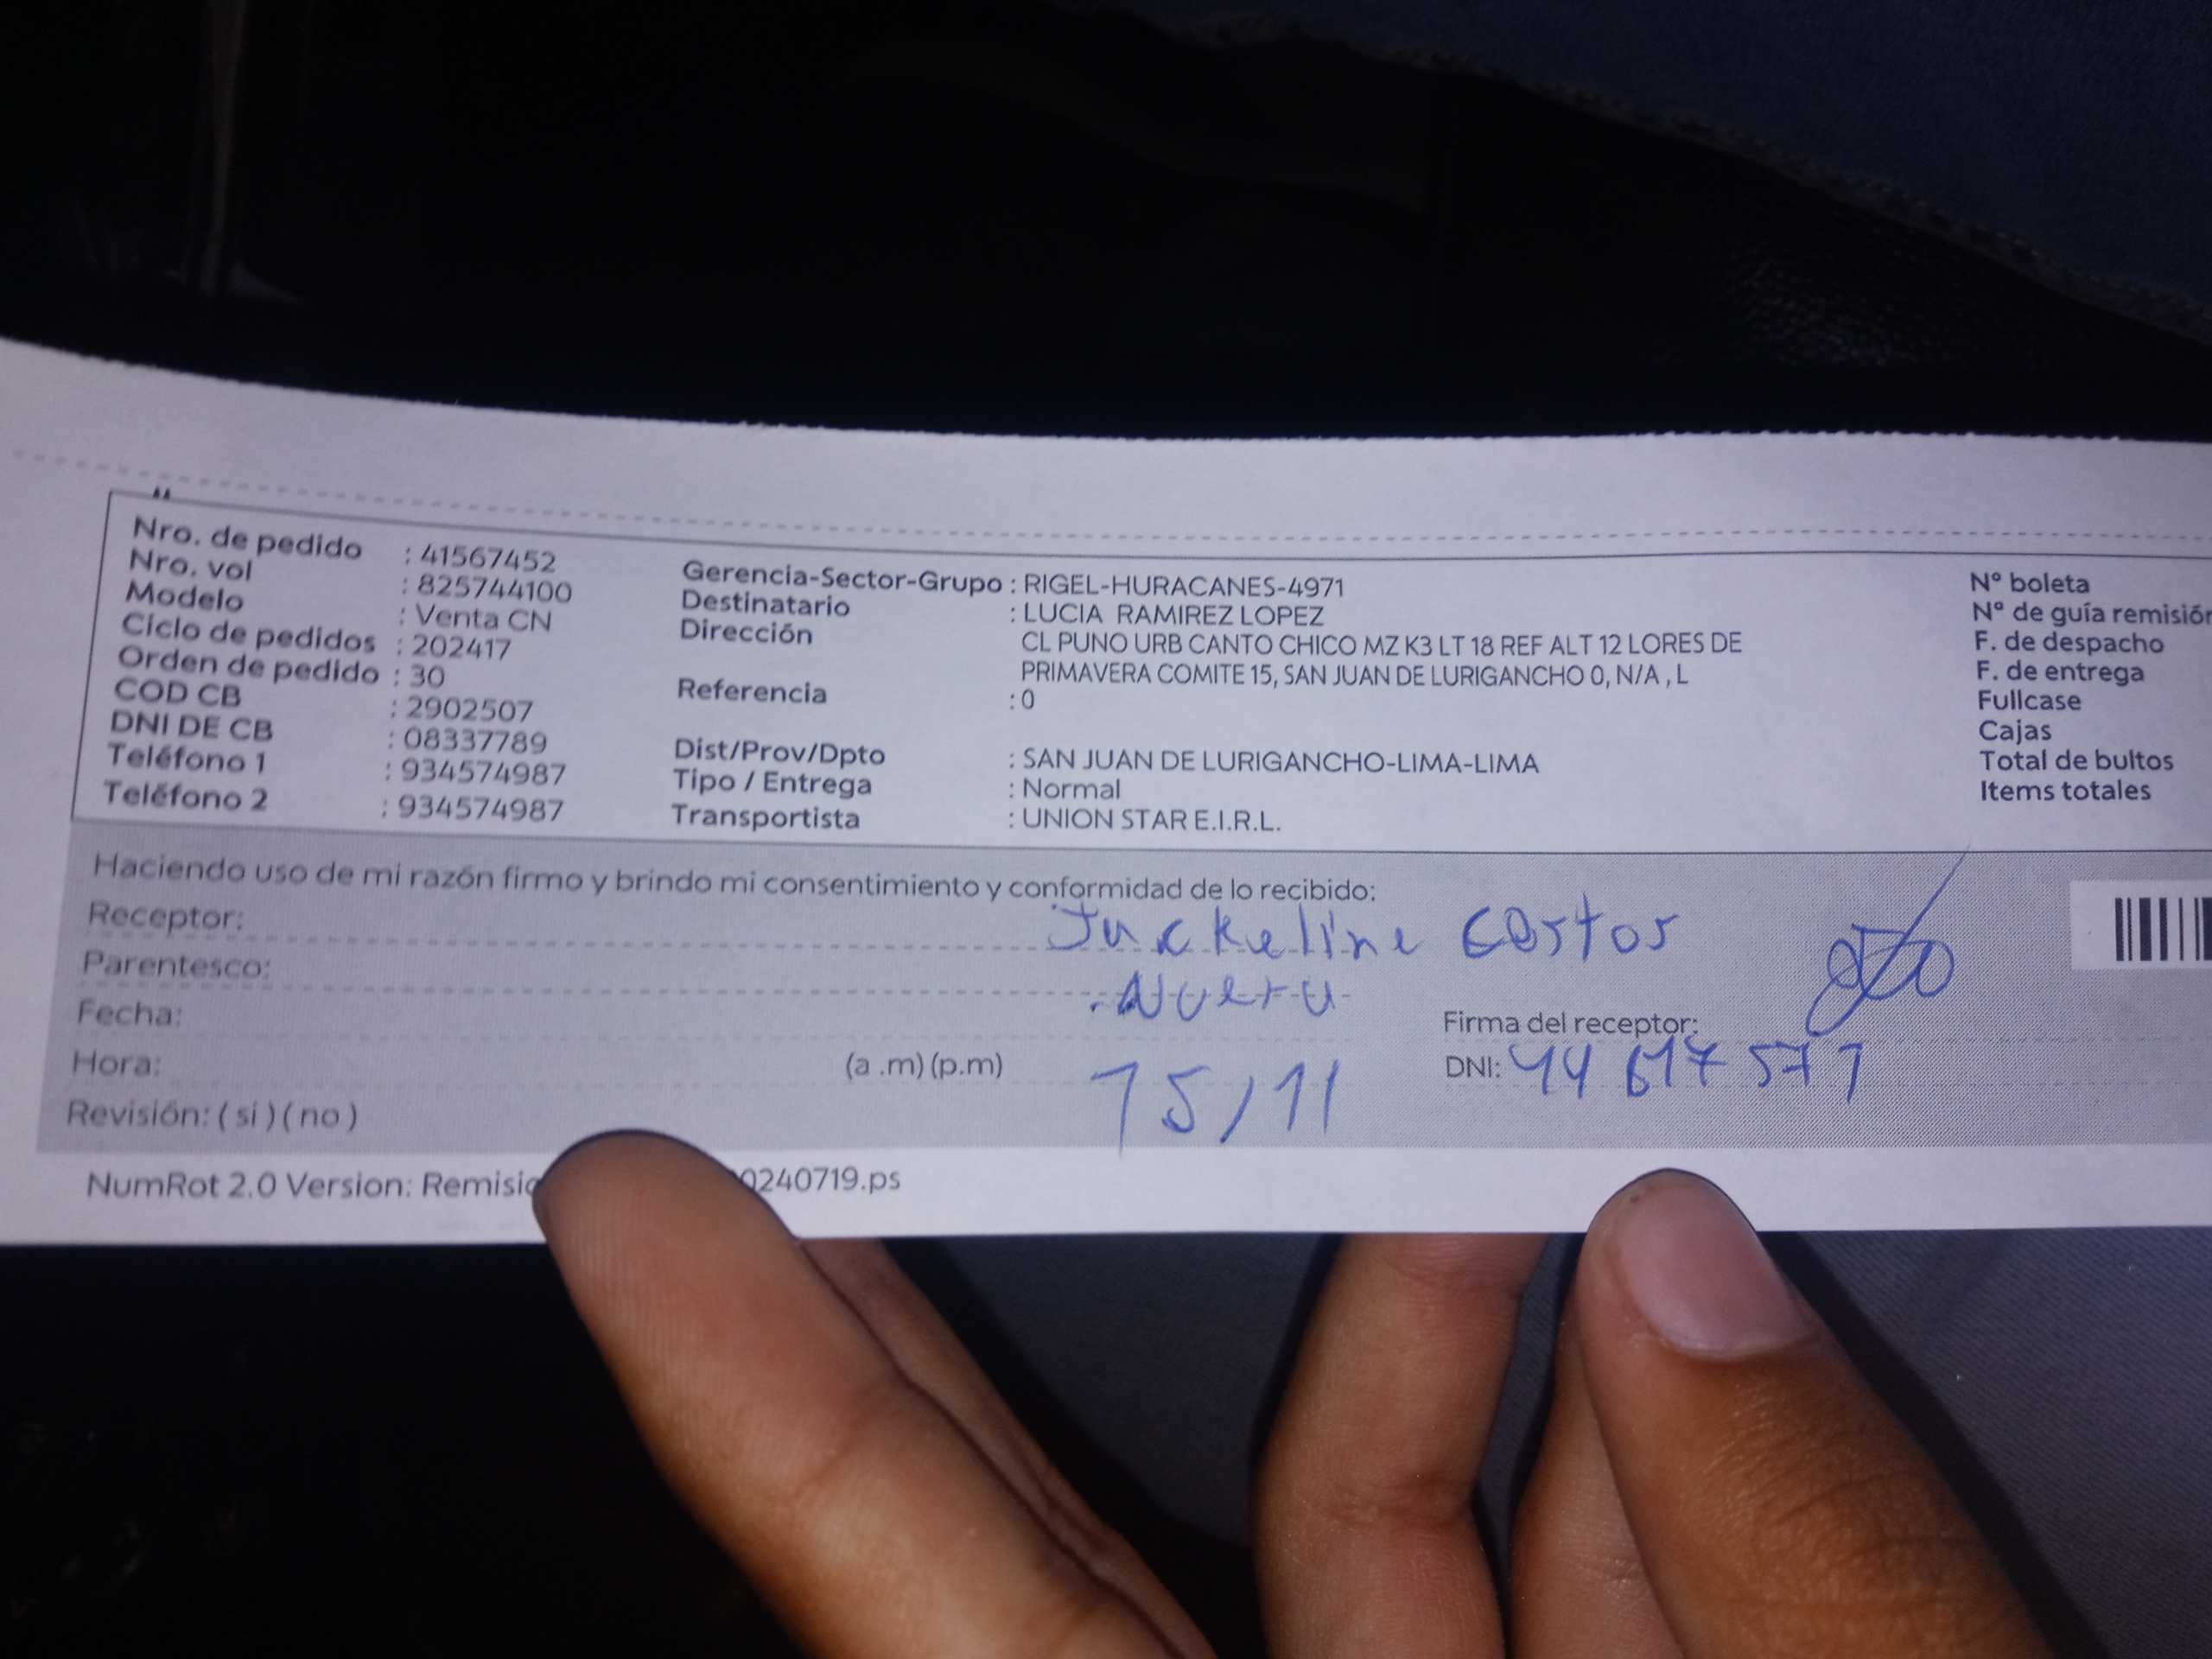 Nro. de pedido : 41567452
Nro. vol : 825744100
Modelo : Venta CN
Ciclo de pedidos : 202417
Orden de pedido : 30
COD CB : 2902507
DNI DE CB : 08337789
Teléfono 1 : 934574987
Teléfono 2 : 934574987
Gerencia-Sector-Grupo : RIGEL-HURACANES-4971
Destinatario : LUCIA RAMIREZ LOPEZ
Dirección CL PUNO URB CANTO CHICO MZ K3 LT 18 REF ALT 12 LORES DE
PRIMAVERA COMITE 15, SAN JUAN DE LURIGANCHO 0, N/A , L
Referencia : 0
Dist/Prov/Dpto : SAN JUAN DE LURIGANCHO-LIMA-LIMA
Tipo / Entrega : Normal
Transportista : UNION STAR E.I.R.L.
N° boleta
N° de guía remisión
F. de despacho
F. de entrega
Fullcase
Cajas
Total de bultos
Items totales
Haciendo uso de mi razón firmo y brindo mi consentimiento y conformidad de lo recibido:
Receptor: Jackeline Castor
Parentesco: Nuera
Fecha:
Firma del receptor:
Hora: (a .m) (p.m) 15/11
DNI: 44617571
Revisión: ( si ) ( no )
NumRot 2.0 Version: 0240719.ps